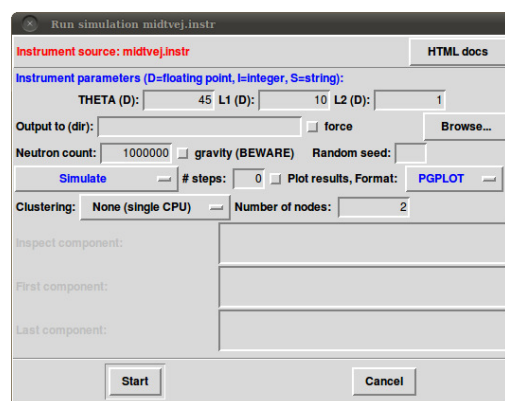 Run simulation midtvej.instr
Instrument source: midtvej.instr HTML docs
Instrument parameters (D=floating point, I=integer, S=string):
THETA (D): 45 L1 (D): 10 L2 (D): 1
Output to (dir): force Browse...
Neutron count: 1000000 gravity (BEWARE) Random seed:
Simulate # steps: 0 Plot results, Format: PGPLOT
Clustering: None (single CPU) Number of nodes: 2
Inspect component:
First component:
Last component:
Start Cancel